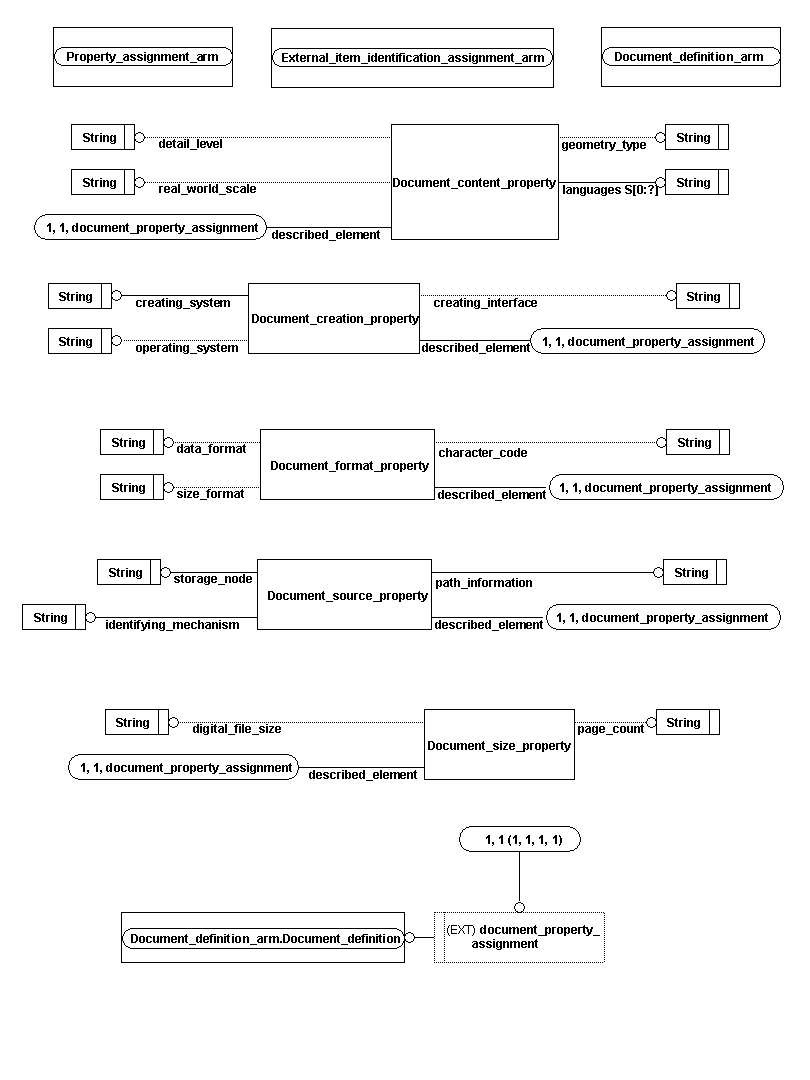 Property_assignment_arm
External_item_identification_assignment_arm
Document_definition_arm
String
detail_level
geometry_type
String
String
real_world_scale
Document_content_property
languages S[0:?]
String
1, 1, document_property_assignment
described_element
String
creating_system
creating_interface
String
Document_creation_property
String
operating_system
described_element
1, 1, document_property_assignment
String
data_format
character_code
String
Document_format_property
String
size_format
described_element
1, 1, document_property_assignment
String
storage_node
path_information
String
Document_source_property
String
identifying_mechanism
described_element
1, 1, document_property_assignment
String
digital_file_size
page_count
String
Document_size_property
1, 1, document_property_assignment
described_element
1, 1 (1, 1, 1, 1)
Document_definition_arm.Document_definition
(EXT) document_property_
assignment